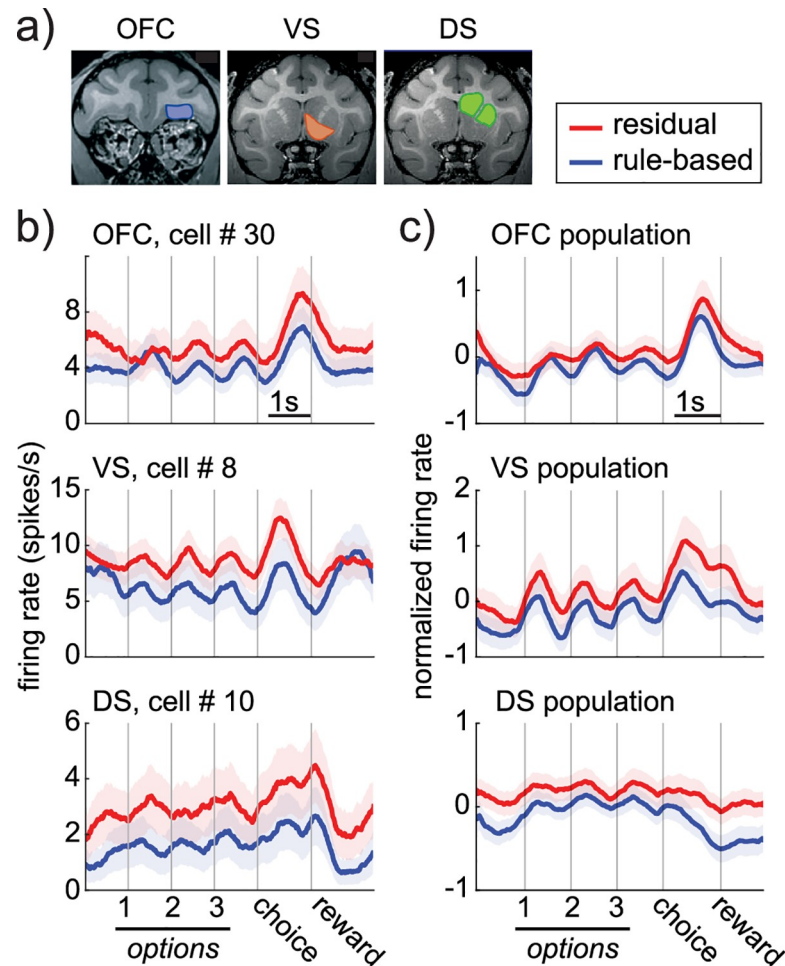 a)
OFC VS DS
residual
rule-based
b)
OFC, cell # 30
8
4
0
1s
VS, cell # 8
15
10
5
0
firing rate (spikes/s)
DS, cell # 10
6
4
2
0
1 2 3
options
choice
reward
c)
OFC population
1
0
-1
1s
VS population
2
1
0
-1
normalized firing rate
DS population
1
0
-1
1 2 3
options
choice
reward